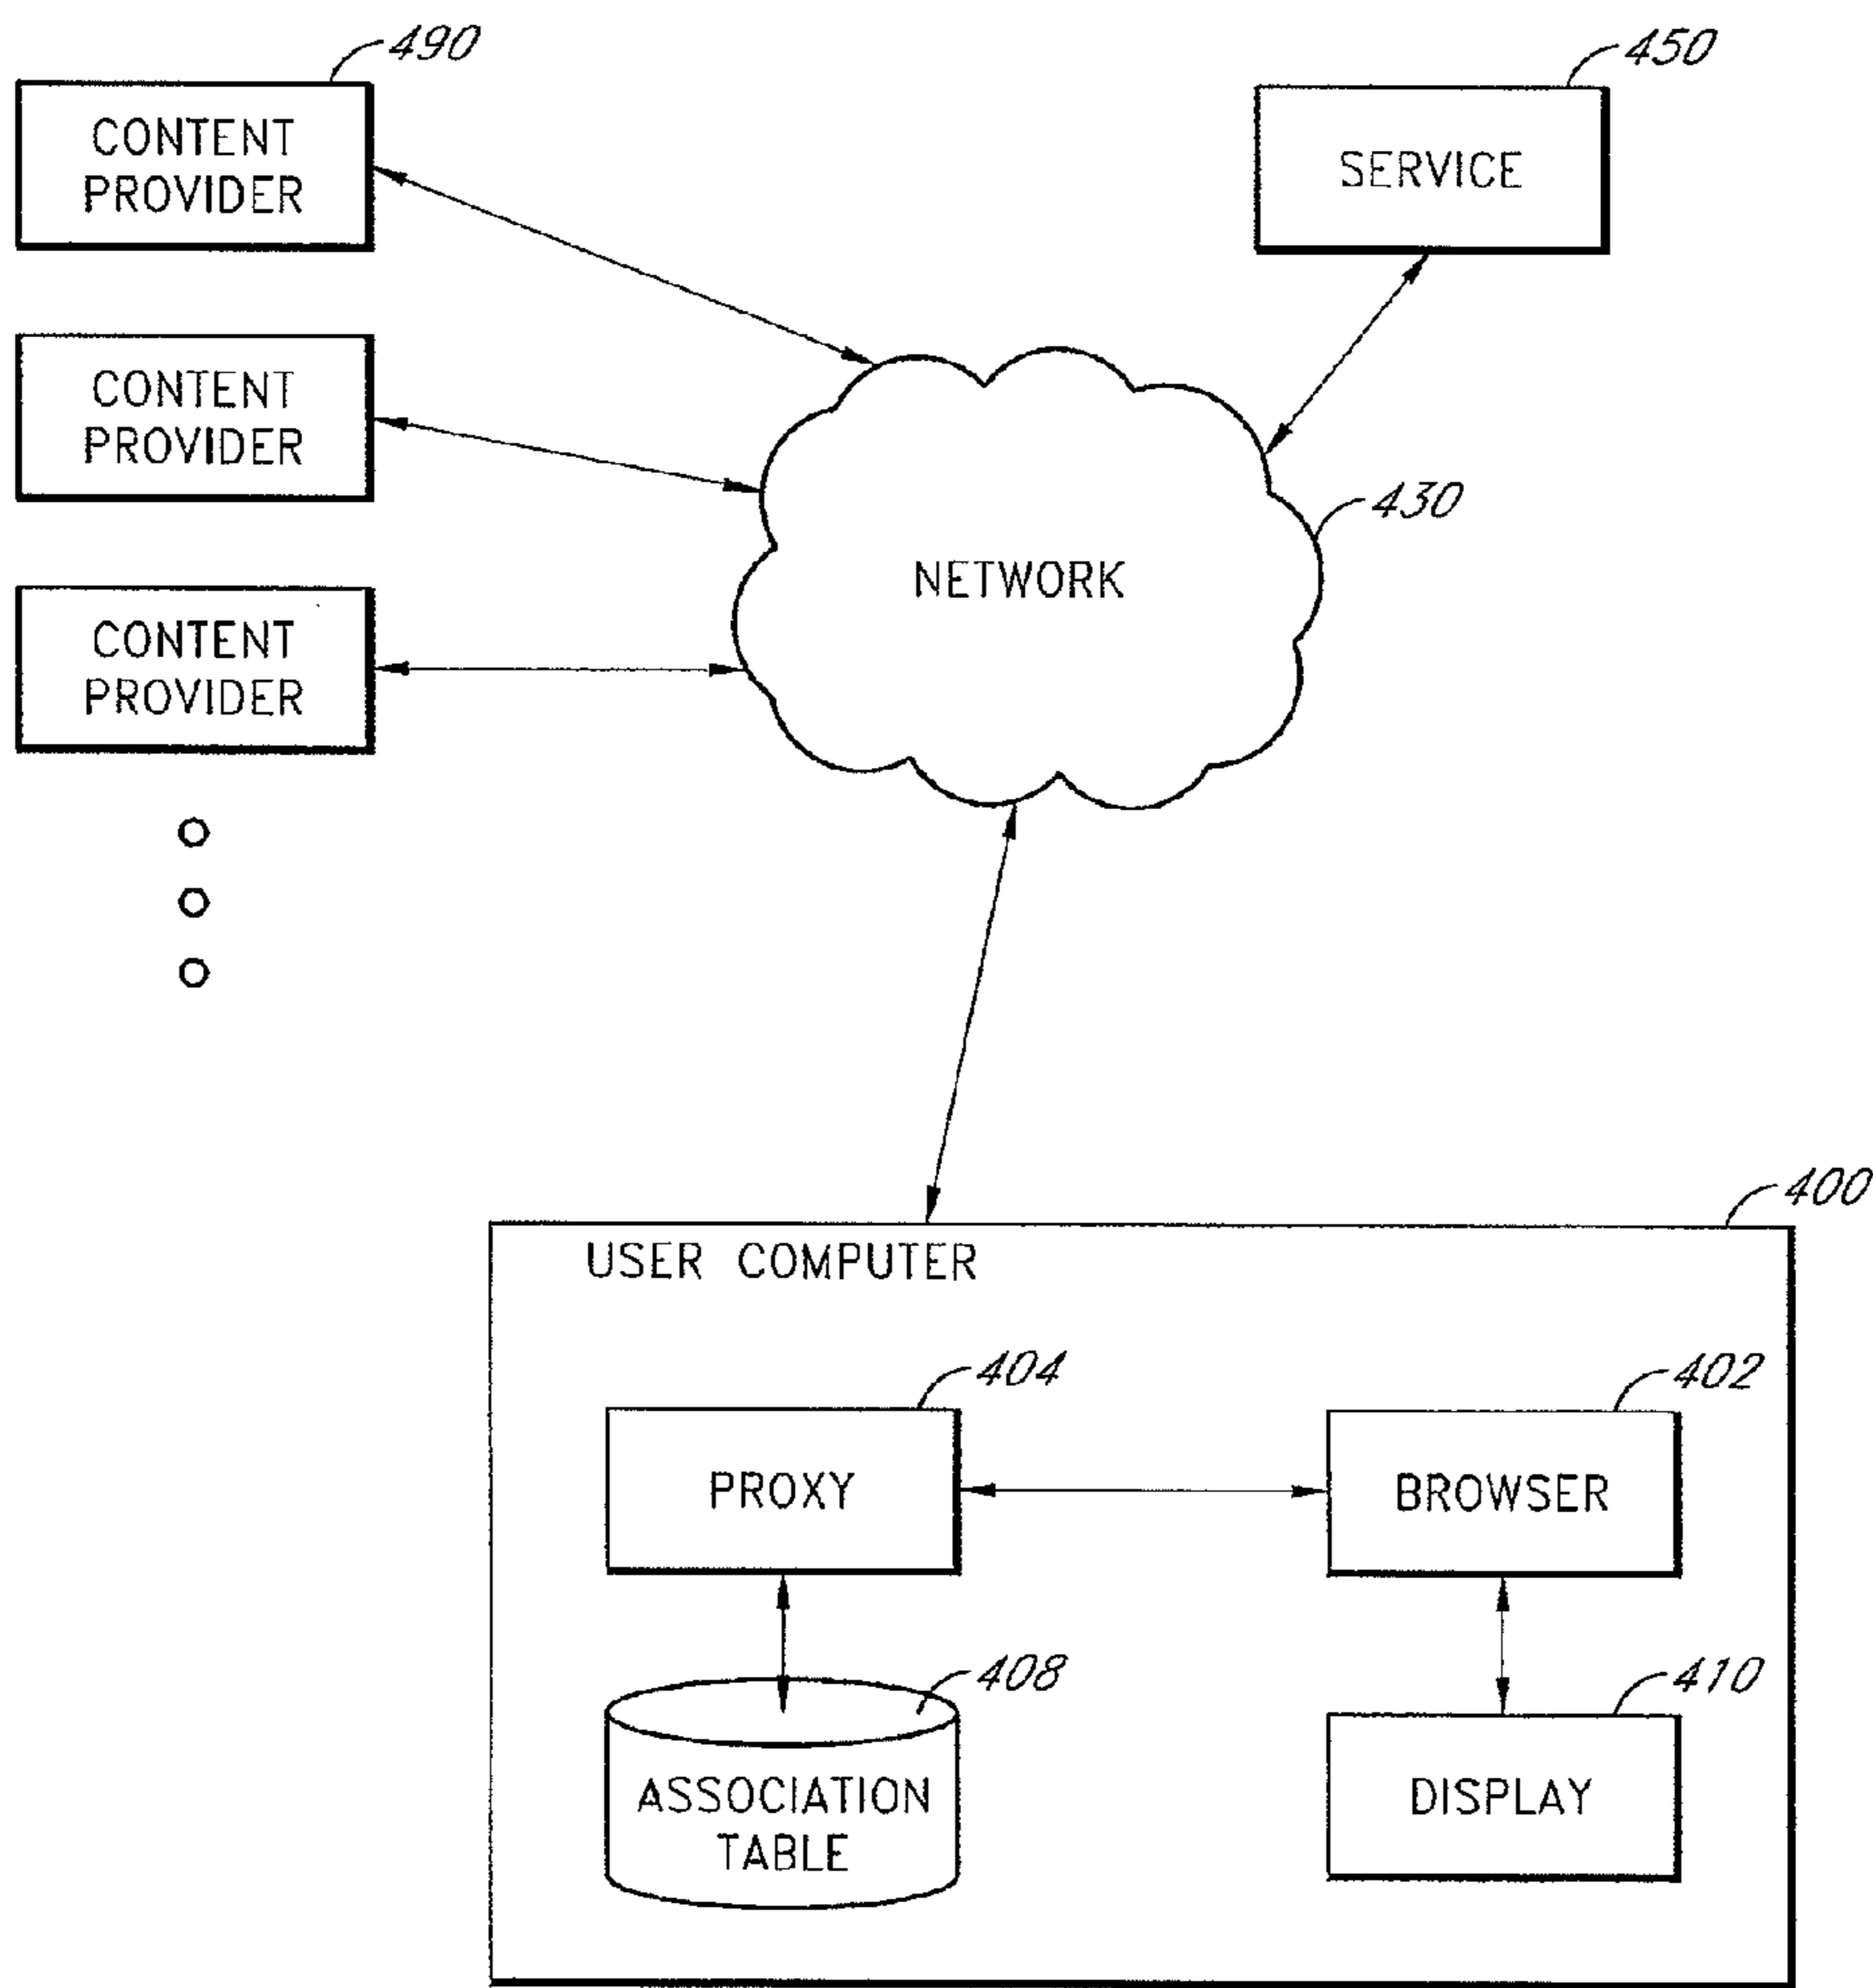 490
CONTENT
PROVIDER
450
SERVICE
CONTENT
PROVIDER
430
NETWORK
CONTENT
PROVIDER
400
USER COMPUTER
404
PROXY
402
BROWSER
408
ASSOCIATION
TABLE
410
DISPLAY